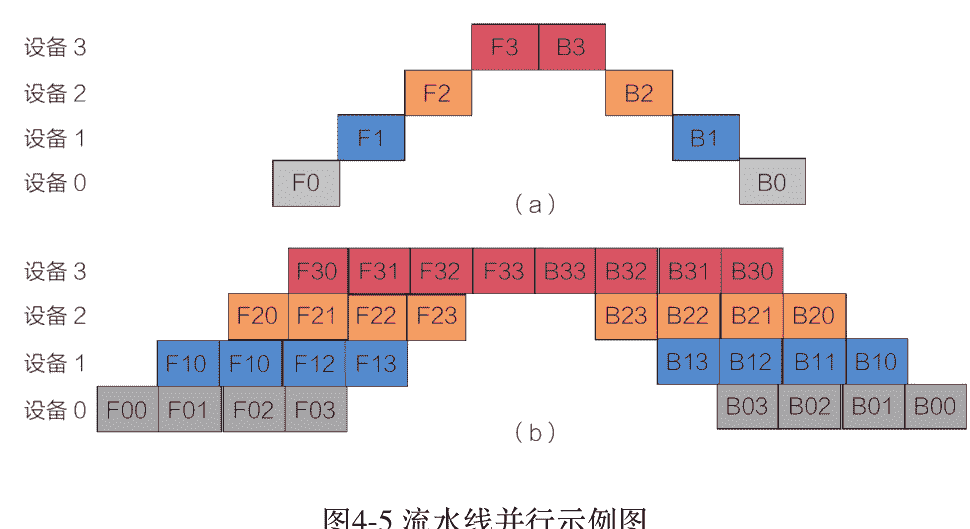 设备 3 F3 B3
设备 2 F2 B2
设备 1 F1 B1
设备 0 F0 B0
（a）
设备 3 F30 F31 F32 F33 B33 B32 B31 B30
设备 2 F20 F21 F22 F23 B23 B22 B21 B20
设备 1 F10 F10 F12 F13 B13 B12 B11 B10
设备 0 F00 F01 F02 F03 B03 B02 B01 B00
（b）
图4-5 流水线并行示例图